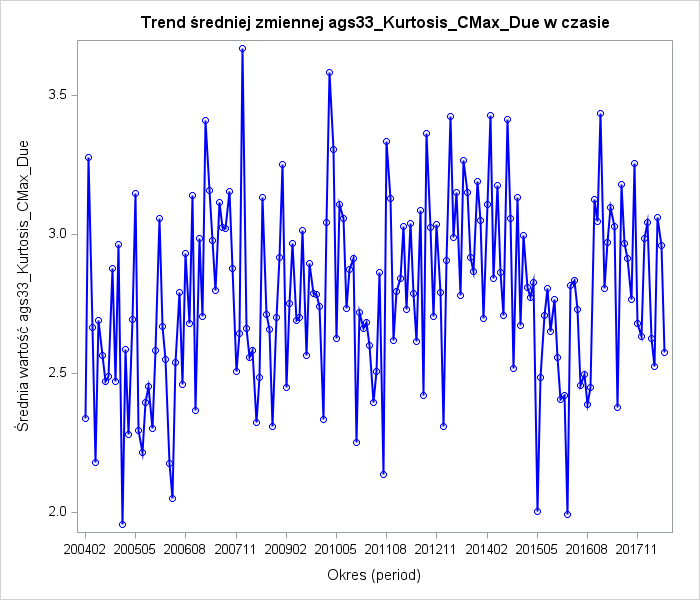 Trend średniej zmiennej ags33_Kurtosis_CMax_Due w czasie
Średnia wartość ags33_Kurtosis_CMax_Due
3.5
3.0
2.5
2.0
200402 200505 200608 200711 200902 201005 201108 201211 201402 201505 201608 201711
Okres (period)